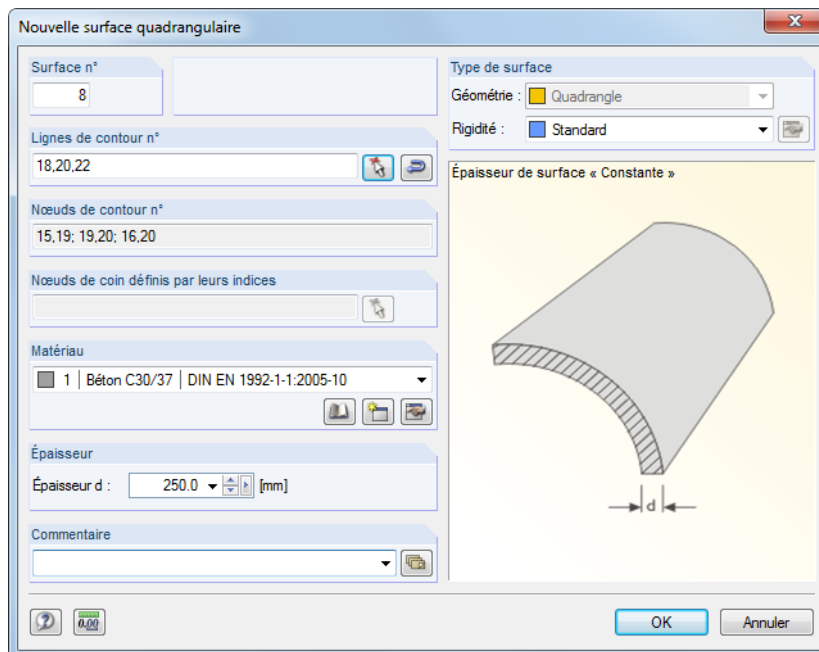 Nouvelle surface quadrangulaire
Surface n°
8
Lignes de contour n°
18,20,22
Nœuds de contour n°
15,19; 19,20; 16,20
Nœuds de coin définis par leurs indices
Matériau
1 Béton C30/37 DIN EN 1992-1-1:2005-10
Épaisseur
Épaisseur d : 250.0 [mm]
Commentaire
Type de surface
Géométrie : Quadrangle
Rigidité : Standard
Épaisseur de surface « Constante »
d
0.00
OK Annuler